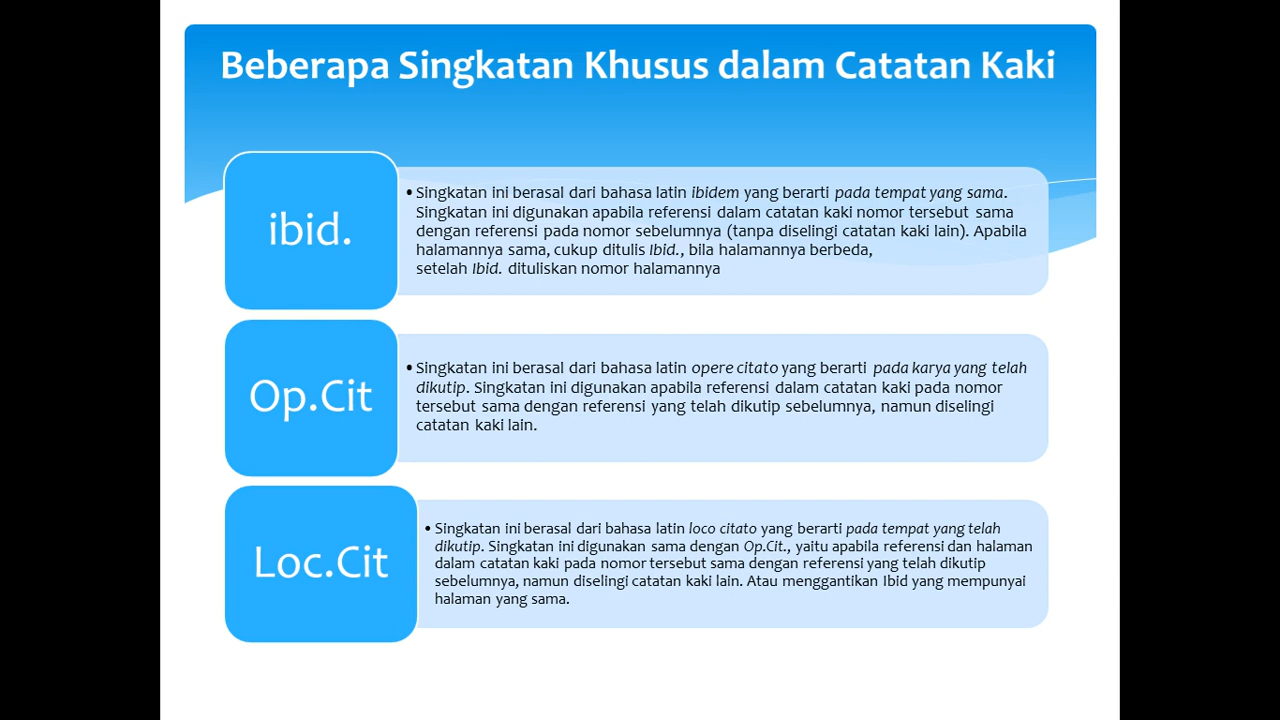 Beberapa Singkatan Khusus dalam Catatan Kaki
ibid.
• Singkatan ini berasal dari bahasa latin ibidem yang berarti pada tempat yang sama.
Singkatan ini digunakan apabila referensi dalam catatan kaki nomor tersebut sama
dengan referensi pada nomor sebelumnya (tanpa diselingi catatan kaki lain). Apabila
halamannya sama, cukup ditulis Ibid., bila halamannya berbeda,
setelah Ibid. dituliskan nomor halamannya
Op.Cit
• Singkatan ini berasal dari bahasa latin opere citato yang berarti pada karya yang telah
dikutip. Singkatan ini digunakan apabila referensi dalam catatan kaki pada nomor
tersebut sama dengan referensi yang telah dikutip sebelumnya, namun diselingi
catatan kaki lain.
Loc.Cit
• Singkatan ini berasal dari bahasa latin loco citato yang berarti pada tempat yang telah
dikutip. Singkatan ini digunakan sama dengan Op.Cit., yaitu apabila referensi dan halaman
dalam catatan kaki pada nomor tersebut sama dengan referensi yang telah dikutip
sebelumnya, namun diselingi catatan kaki lain. Atau menggantikan Ibid yang mempunyai
halaman yang sama.